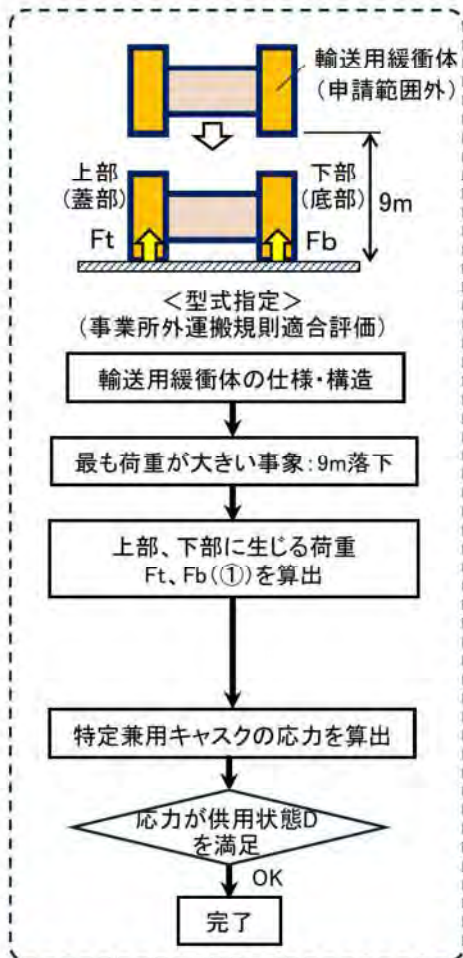 輸送用緩衝体
(申請範囲外)
上部
(蓋部)
下部
(底部)
9m
Ft
Fb
<型式指定>
(事業所外運搬規則適合評価)
輸送用緩衝体の仕様・構造
最も荷重が大きい事象:9m落下
上部、下部に生じる荷重
Ft、Fb(①)を算出
特定兼用キャスクの応力を算出
応力が供用状態D
を満足
OK
完了